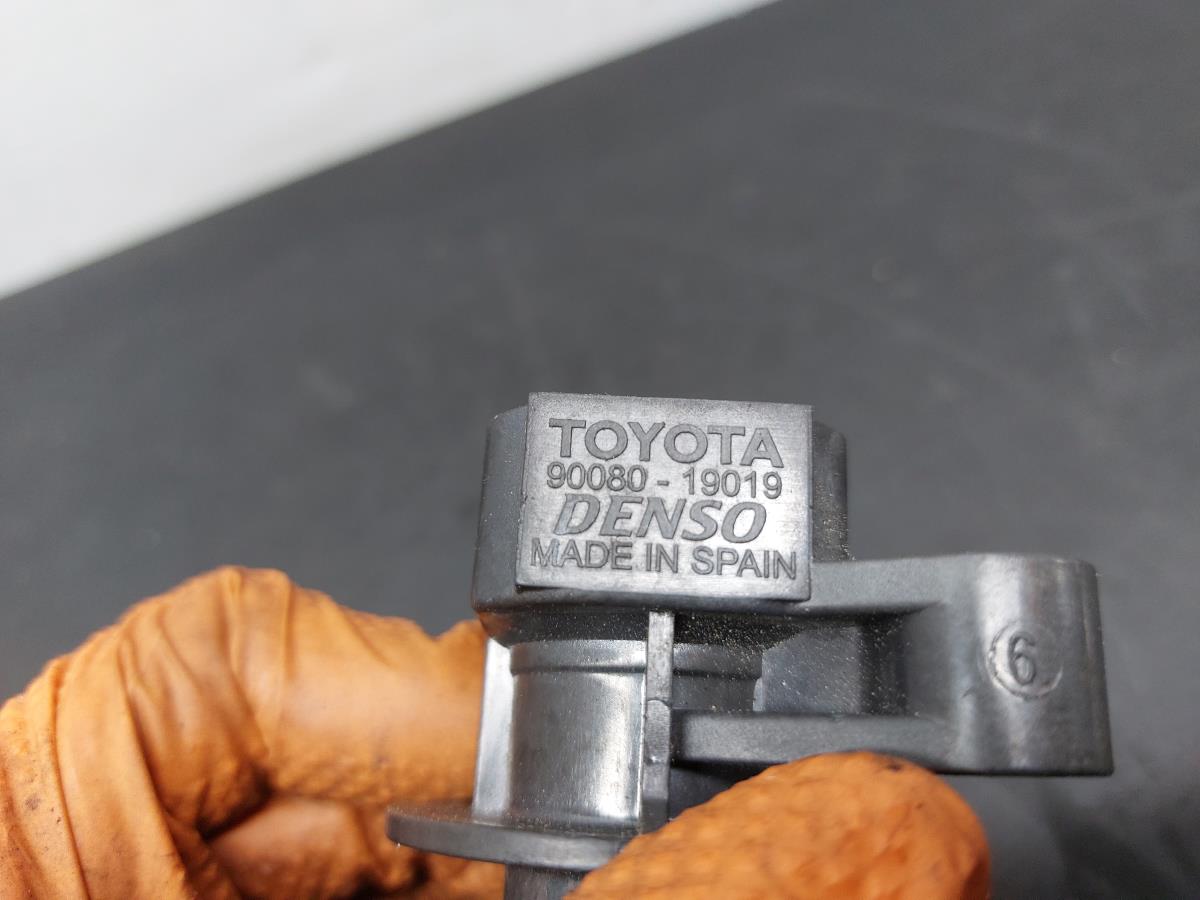 TOYOTA
90080 - 19019
DENSO
MADE IN SPAIN
6